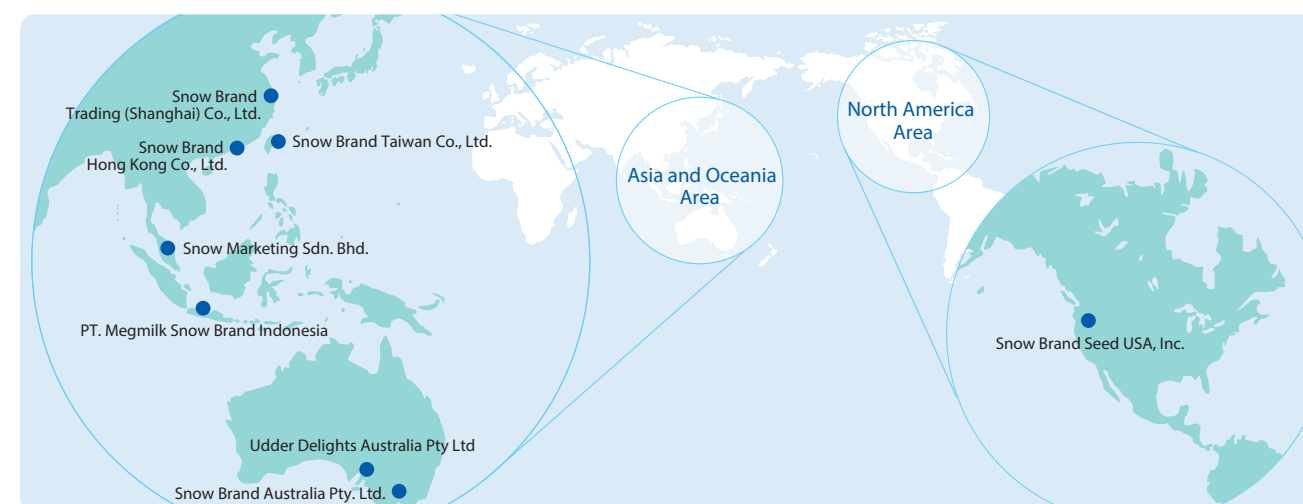 Snow Brand
Trading (Shanghai) Co., Ltd.
Snow Brand
Hong Kong Co., Ltd.
Snow Brand Taiwan Co., Ltd.
Snow Marketing Sdn. Bhd.
PT. Megmilk Snow Brand Indonesia
Udder Delights Australia Pty Ltd
Snow Brand Australia Pty. Ltd.
Asia and Oceania
Area
North America
Area
Snow Brand Seed USA, Inc.